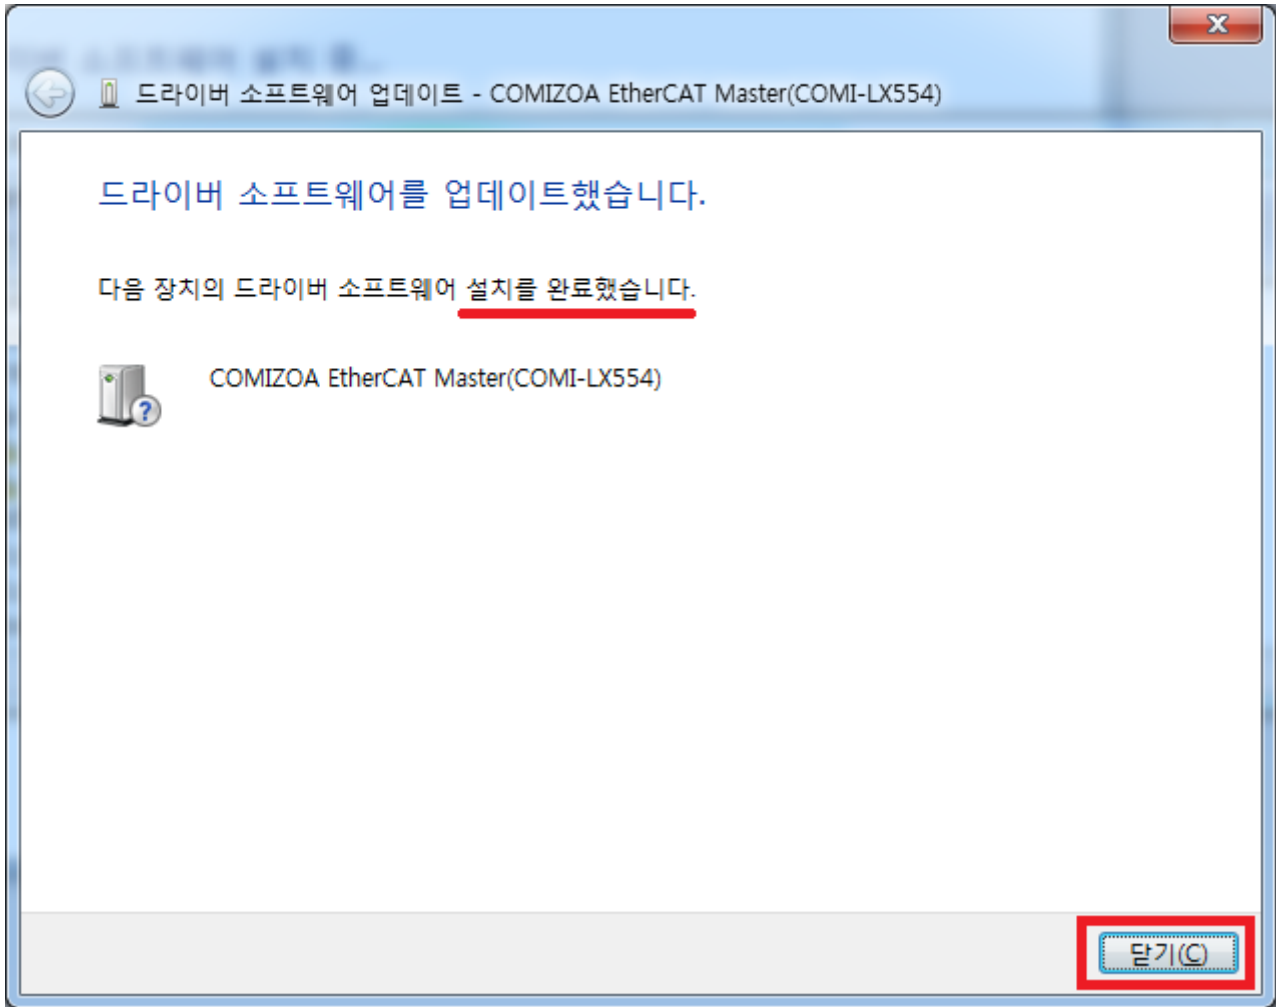 드라이버 소프트웨어 업데이트 - COMIZOA EtherCAT Master(COMI-LX554)
드라이버 소프트웨어를 업데이트했습니다.
다음 장치의 드라이버 소프트웨어 설치를 완료했습니다.
COMIZOA EtherCAT Master(COMI-LX554)
닫기(C)